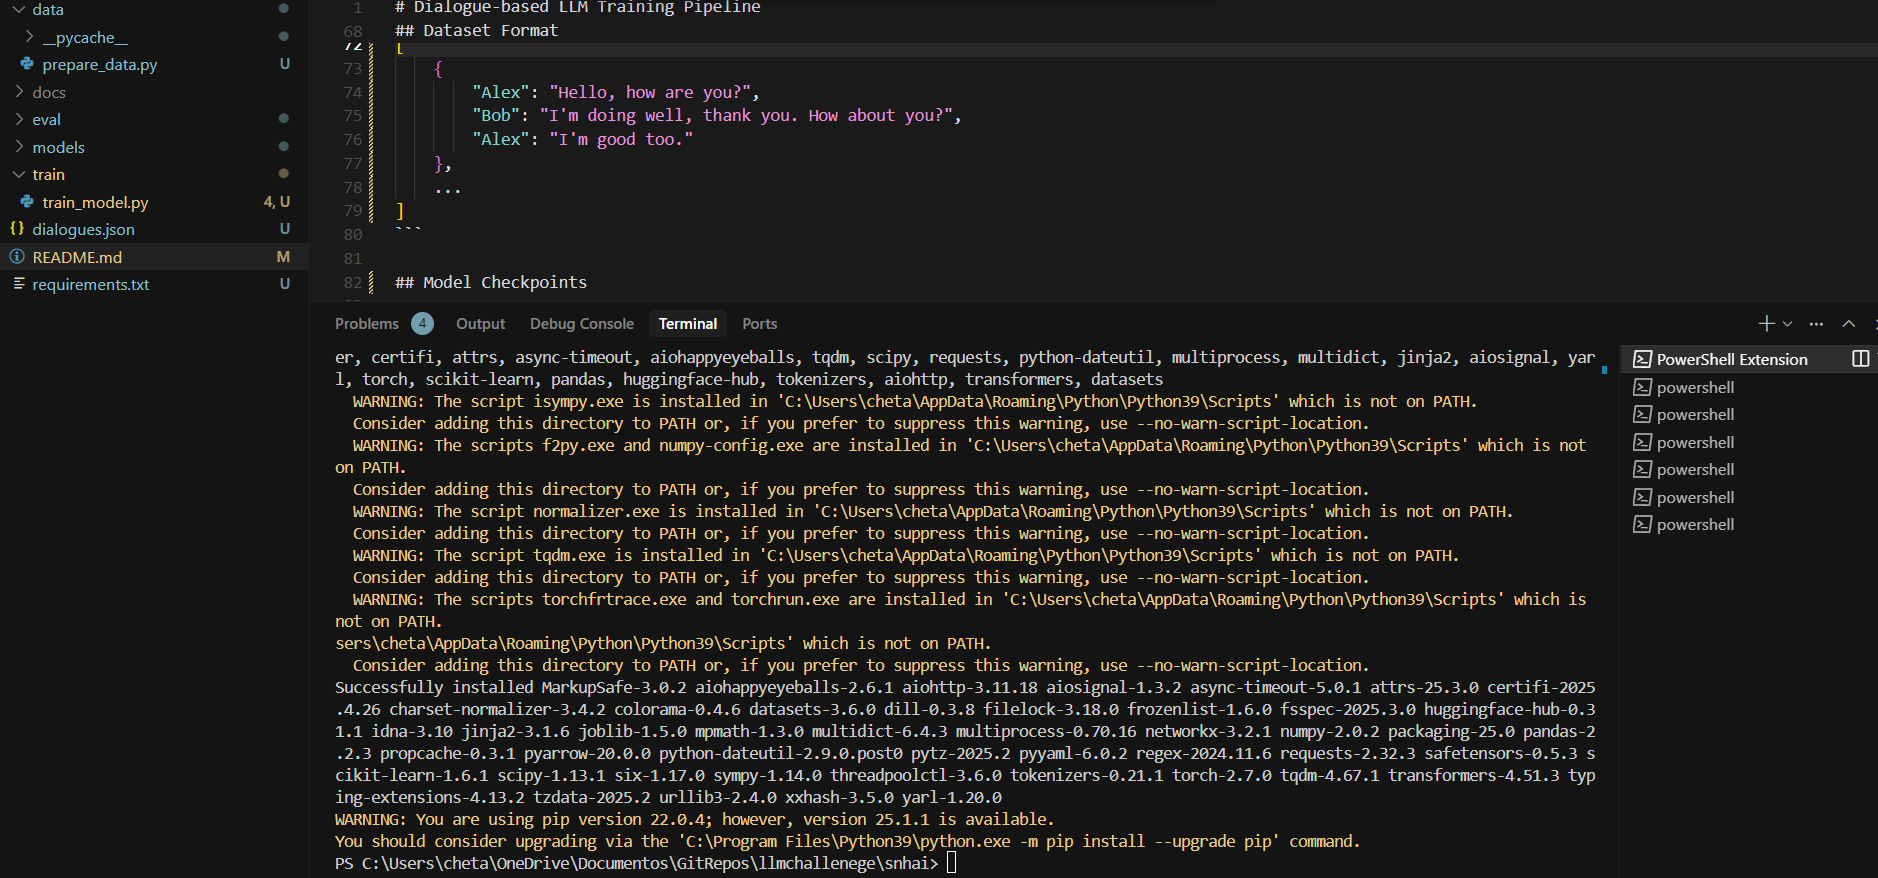 data
__pycache__
prepare_data.py U
docs
eval
models
train
train_model.py 4, U
dialogues.json U
README.md M
requirements.txt U
1 # Dialogue-based LLM Training Pipeline
68 ## Dataset Format
72 [
73 {
74 "Alex": "Hello, how are you?",
75 "Bob": "I'm doing well, thank you. How about you?",
76 "Alex": "I'm good too."
77 },
78 ...
79 ]
80 ```
81
82 ## Model Checkpoints
Problems 4 Output Debug Console Terminal Ports
er, certifi, attrs, async-timeout, aiohappyeyeballs, tqdm, scipy, requests, python-dateutil, multiprocess, multidict, jinja2, aiosignal, yar
l, torch, scikit-learn, pandas, huggingface-hub, tokenizers, aiohttp, transformers, datasets
WARNING: The script isympy.exe is installed in 'C:\Users\cheta\AppData\Roaming\Python\Python39\Scripts' which is not on PATH.
Consider adding this directory to PATH or, if you prefer to suppress this warning, use --no-warn-script-location.
WARNING: The scripts f2py.exe and numpy-config.exe are installed in 'C:\Users\cheta\AppData\Roaming\Python\Python39\Scripts' which is not
on PATH.
Consider adding this directory to PATH or, if you prefer to suppress this warning, use --no-warn-script-location.
WARNING: The script normalizer.exe is installed in 'C:\Users\cheta\AppData\Roaming\Python\Python39\Scripts' which is not on PATH.
Consider adding this directory to PATH or, if you prefer to suppress this warning, use --no-warn-script-location.
WARNING: The script tqdm.exe is installed in 'C:\Users\cheta\AppData\Roaming\Python\Python39\Scripts' which is not on PATH.
Consider adding this directory to PATH or, if you prefer to suppress this warning, use --no-warn-script-location.
WARNING: The scripts torchfrtrace.exe and torchrun.exe are installed in 'C:\Users\cheta\AppData\Roaming\Python\Python39\Scripts' which is
not on PATH.
sers\cheta\AppData\Roaming\Python\Python39\Scripts' which is not on PATH.
Consider adding this directory to PATH or, if you prefer to suppress this warning, use --no-warn-script-location.
Successfully installed MarkupSafe-3.0.2 aiohappyeyeballs-2.6.1 aiohttp-3.11.18 aiosignal-1.3.2 async-timeout-5.0.1 attrs-25.3.0 certifi-2025
.4.26 charset-normalizer-3.4.2 colorama-0.4.6 datasets-3.6.0 dill-0.3.8 filelock-3.18.0 frozenlist-1.6.0 fsspec-2025.3.0 huggingface-hub-0.3
1.1 idna-3.10 jinja2-3.1.6 joblib-1.5.0 mpmath-1.3.0 multidict-6.4.3 multiprocess-0.70.16 networkx-3.2.1 numpy-2.0.2 packaging-25.0 pandas-2
.2.3 propcache-0.3.1 pyarrow-20.0.0 python-dateutil-2.9.0.post0 pytz-2025.2 pyyaml-6.0.2 regex-2024.11.6 requests-2.32.3 safetensors-0.5.3 s
cikit-learn-1.6.1 scipy-1.13.1 six-1.17.0 sympy-1.14.0 threadpoolctl-3.6.0 tokenizers-0.21.1 torch-2.7.0 tqdm-4.67.1 transformers-4.51.3 typ
ing-extensions-4.13.2 tzdata-2025.2 urllib3-2.4.0 xxhash-3.5.0 yarl-1.20.0
WARNING: You are using pip version 22.0.4; however, version 25.1.1 is available.
You should consider upgrading via the 'C:\Program Files\Python39\python.exe -m pip install --upgrade pip' command.
PS C:\Users\cheta\OneDrive\Documentos\GitRepos\llmchallenege\snhai>
PowerShell Extension
powershell
powershell
powershell
powershell
powershell
powershell